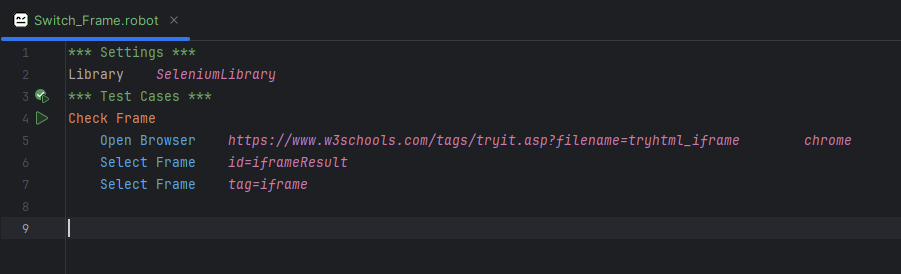 Switch_Frame.robot ×
1 *** Settings ***
2 Library    SeleniumLibrary
3 *** Test Cases ***
4 Check Frame
5     Open Browser    https://www.w3schools.com/tags/tryit.asp?filename=tryhtml_iframe        chrome
6     Select Frame    id=iframeResult
7     Select Frame    tag=iframe
8
9